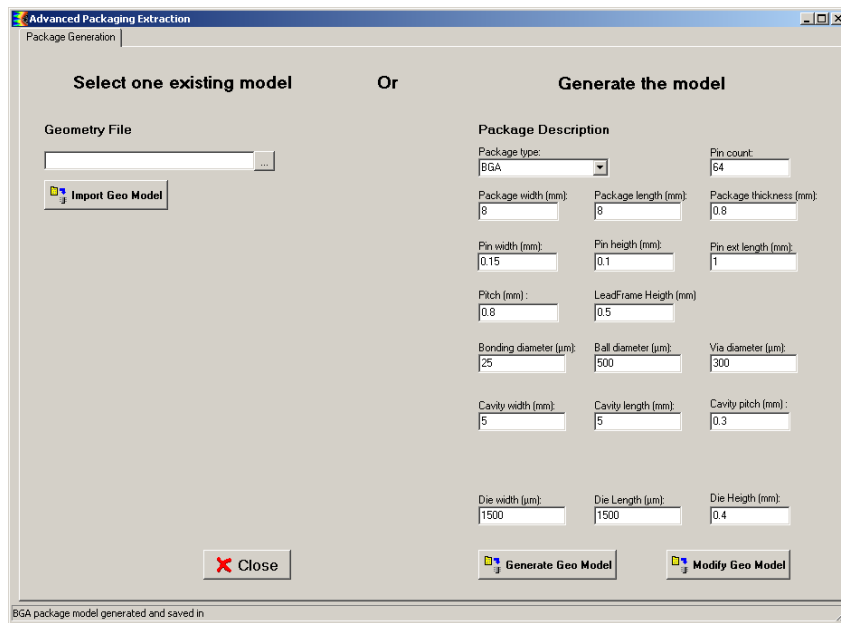 Advanced Packaging Extraction
Package Generation
Select one existing model Or Generate the model
Geometry File
...
Import Geo Model
Package Description
Package type: Pin count:
BGA 64
Package width (mm): Package length (mm): Package thickness (mm):
8 8 0.8
Pin width (mm): Pin heigth (mm): Pin ext length (mm):
0.15 0.1 1
Pitch (mm) : LeadFrame Heigth (mm)
0.8 0.5
Bonding diameter (µm): Ball diameter (µm): Via diameter (µm):
25 500 300
Cavity width (mm): Cavity length (mm): Cavity pitch (mm) :
5 5 0.3
Die width (µm): Die Length (µm): Die Heigth (mm):
1500 1500 0.4
Close Generate Geo Model Modify Geo Model
BGA package model generated and saved in